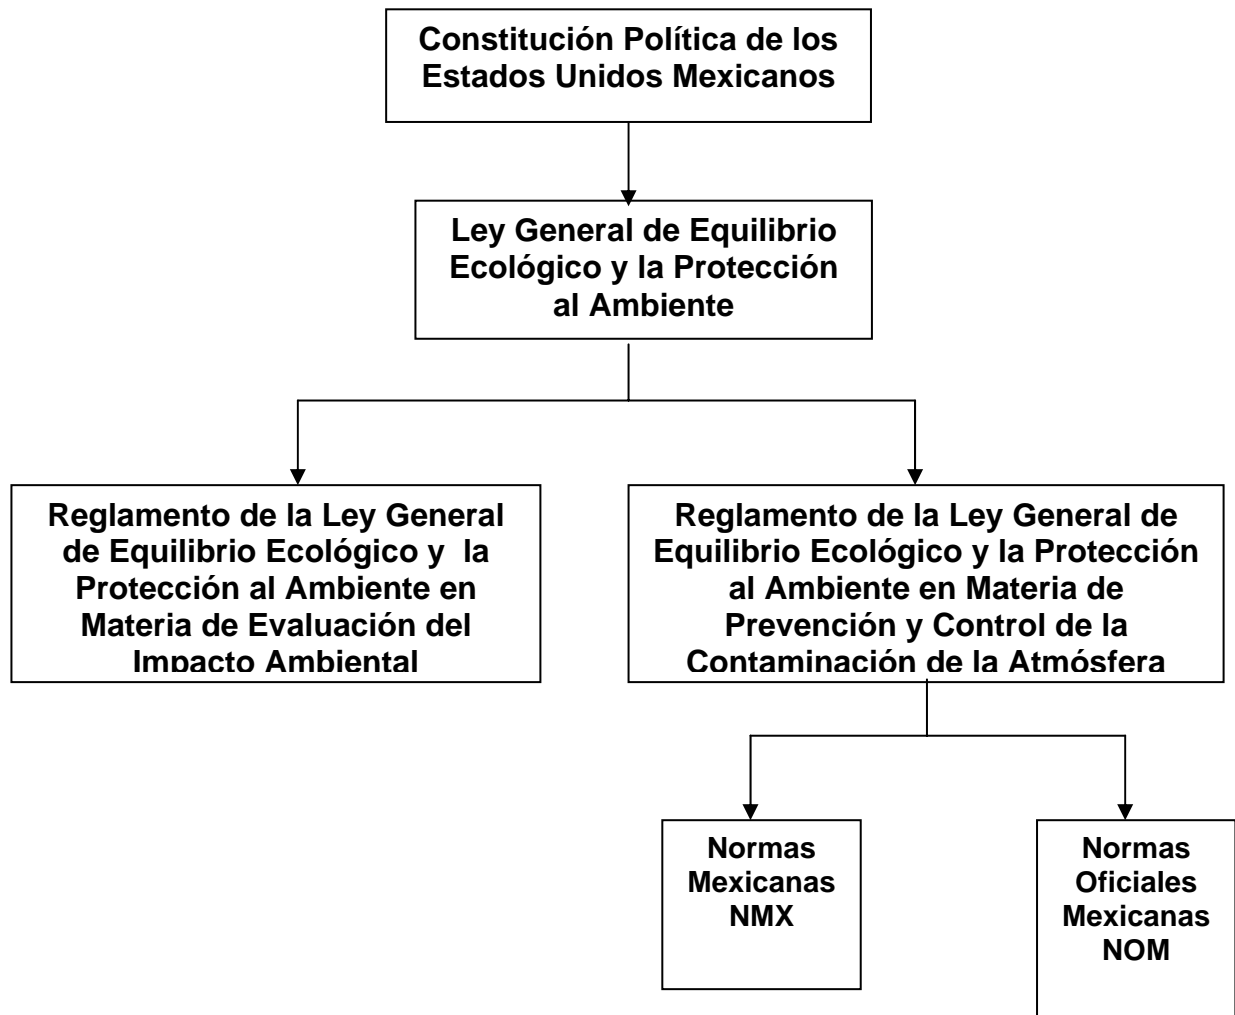 Constitución Política de los
Estados Unidos Mexicanos
Ley General de Equilibrio
Ecológico y la Protección
al Ambiente
Reglamento de la Ley General
de Equilibrio Ecológico y  la
Protección al Ambiente en
Materia de Evaluación del
Impacto Ambiental
Reglamento de la Ley General de
Equilibrio Ecológico y la Protección
al Ambiente en Materia de
Prevención y Control de la
Contaminación de la Atmósfera
Normas
Mexicanas
NMX
Normas
Oficiales
Mexicanas
NOM